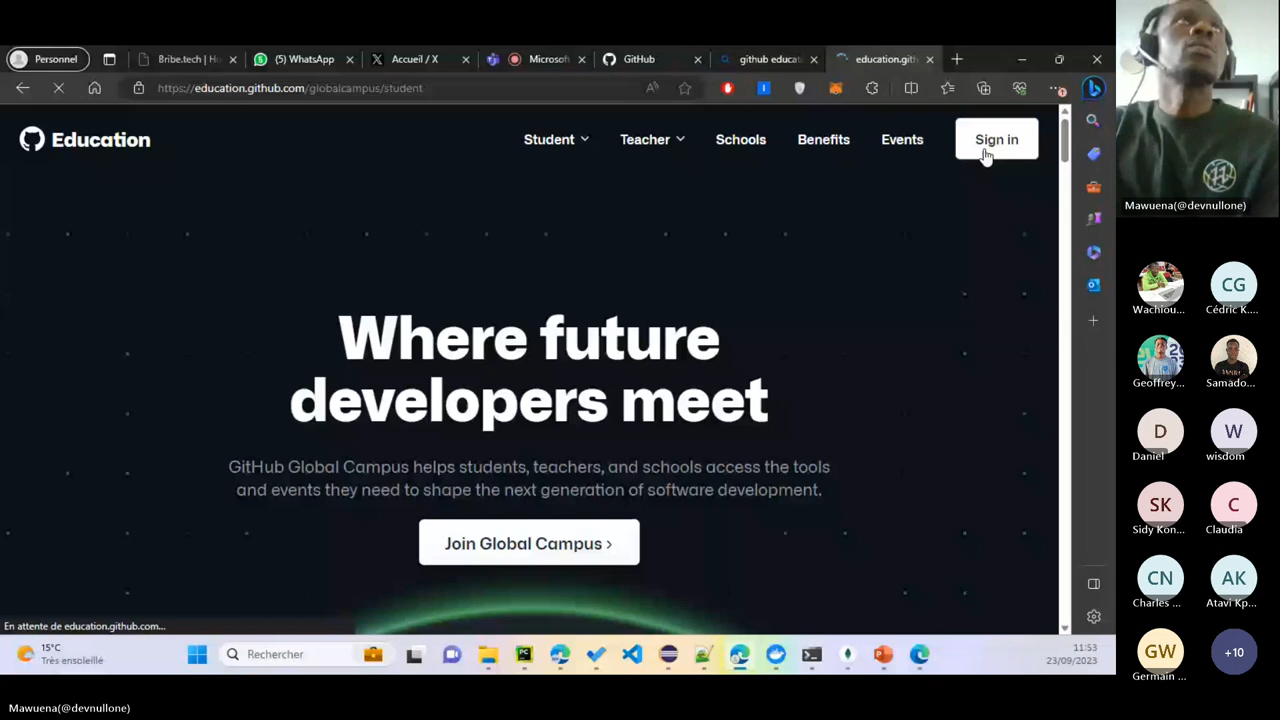 Personnel
Bribe.tech | H
(5) WhatsApp
Accueil / X
Microsof
GitHub
github educat
education.gith
https://education.github.com/globalcampus/student
Education
Student
Teacher
Schools
Benefits
Events
Sign in
Where future
developers meet
GitHub Global Campus helps students, teachers, and schools access the tools
and events they need to shape the next generation of software development.
Join Global Campus ›
En attente de education.github.com...
15°C
Très ensoleillé
Rechercher
11:53
23/09/2023
Mawuena(@devnullone)
Wachiou...
CG
Cédric K....
Geoffrey...
Samado...
D
Daniel
W
wisdom
SK
Sidy Kon...
C
Claudia
CN
Charles ...
AK
Atavi Kp...
GW
Germain ...
+10
Mawuena(@devnullone)